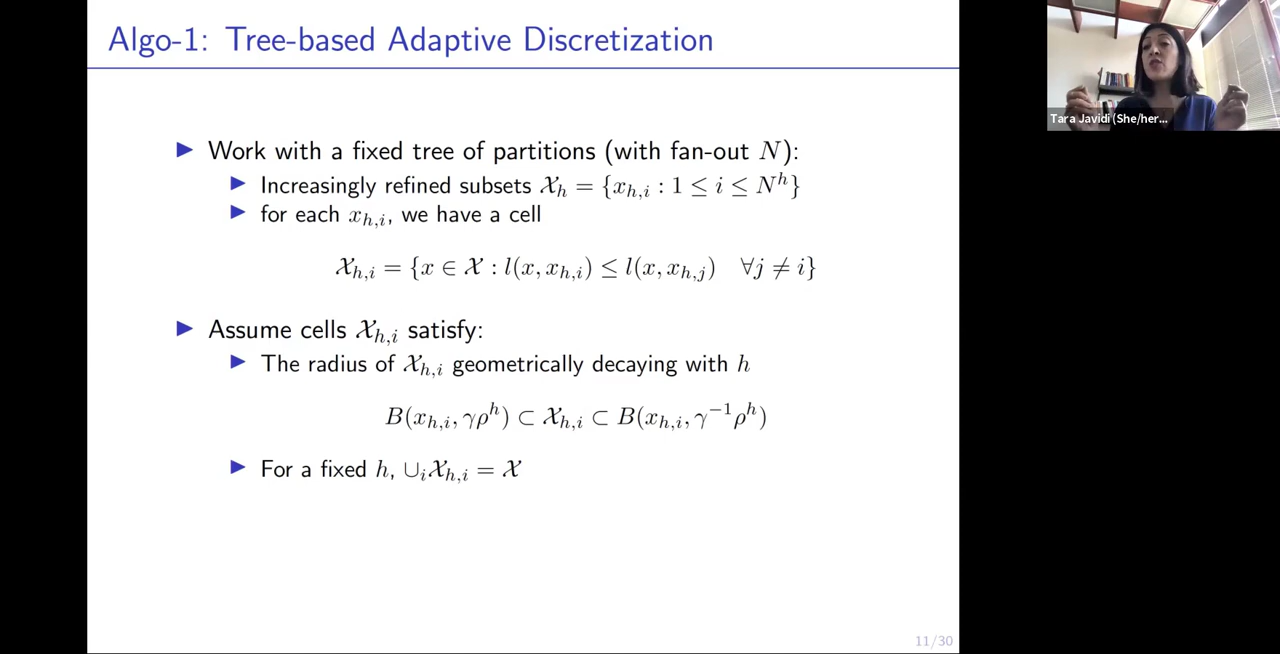 Algo-1: Tree-based Adaptive Discretization
Tara Javidi (She/her...
▶ Work with a fixed tree of partitions (with fan-out N):
▶ Increasingly refined subsets 𝒳_h = {x_{h,i} : 1 ≤ i ≤ N^h}
▶ for each x_{h,i}, we have a cell
𝒳_{h,i} = {x ∈ 𝒳 : l(x, x_{h,i}) ≤ l(x, x_{h,j}) ∀j ≠ i}
▶ Assume cells 𝒳_{h,i} satisfy:
▶ The radius of 𝒳_{h,i} geometrically decaying with h
B(x_{h,i}, γρ^h) ⊂ 𝒳_{h,i} ⊂ B(x_{h,i}, γ^{-1}ρ^h)
▶ For a fixed h, ∪_i 𝒳_{h,i} = 𝒳
11/30